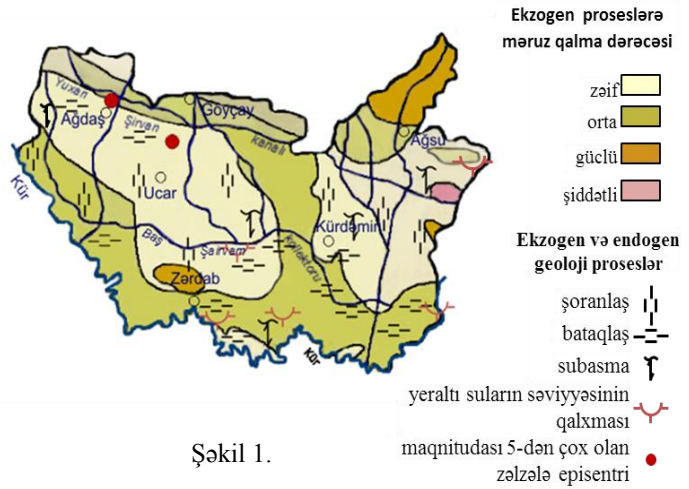 Ekzogen proseslərə
məruz qalma dərəcəsi
zəif
orta
güclü
şiddətli
Ekzogen və endogen
geoloji proseslər
şoranlaş
bataqlaş
subasma
yeraltı suların səviyyəsinin
qalxması
maqnitudası 5-dən çox olan
zəlzələ episentri
Yuxarı
Şirvan
kanalı
Ağdaş
Göyçay
Ağsu
Ucar
Kür
Kürdəmir
Baş
Şirvan
kollektoru
Zərdab
Kür
Şəkil 1.